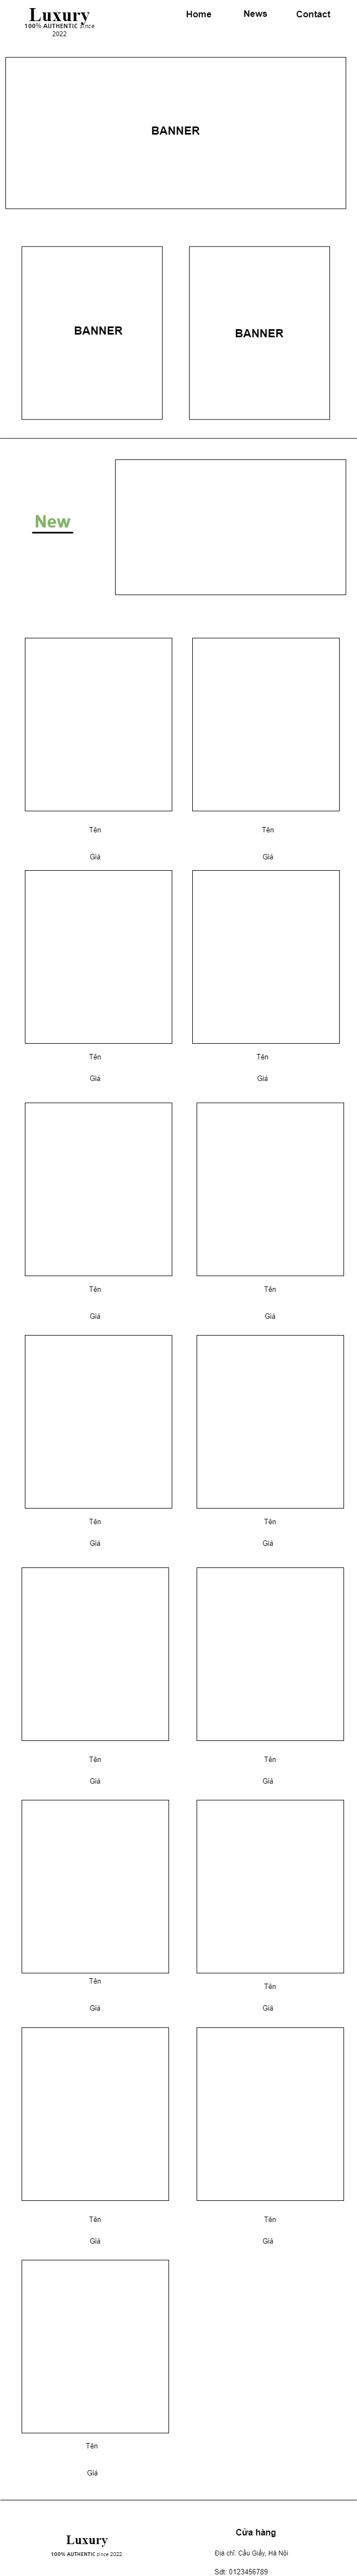 Luxury
100% AUTHENTIC since
2022
Home News Contact
BANNER
BANNER BANNER
New
Tên Tên
Giá Giá
Tên Tên
Giá Giá
Tên Tên
Giá Giá
Tên Tên
Giá Giá
Tên Tên
Giá Giá
Tên Tên
Giá Giá
Tên Tên
Giá Giá
Tên
Giá
Luxury
100% AUTHENTIC since 2022
Cửa hàng
Địa chỉ: Cầu Giấy, Hà Nội
Sdt: 0123456789